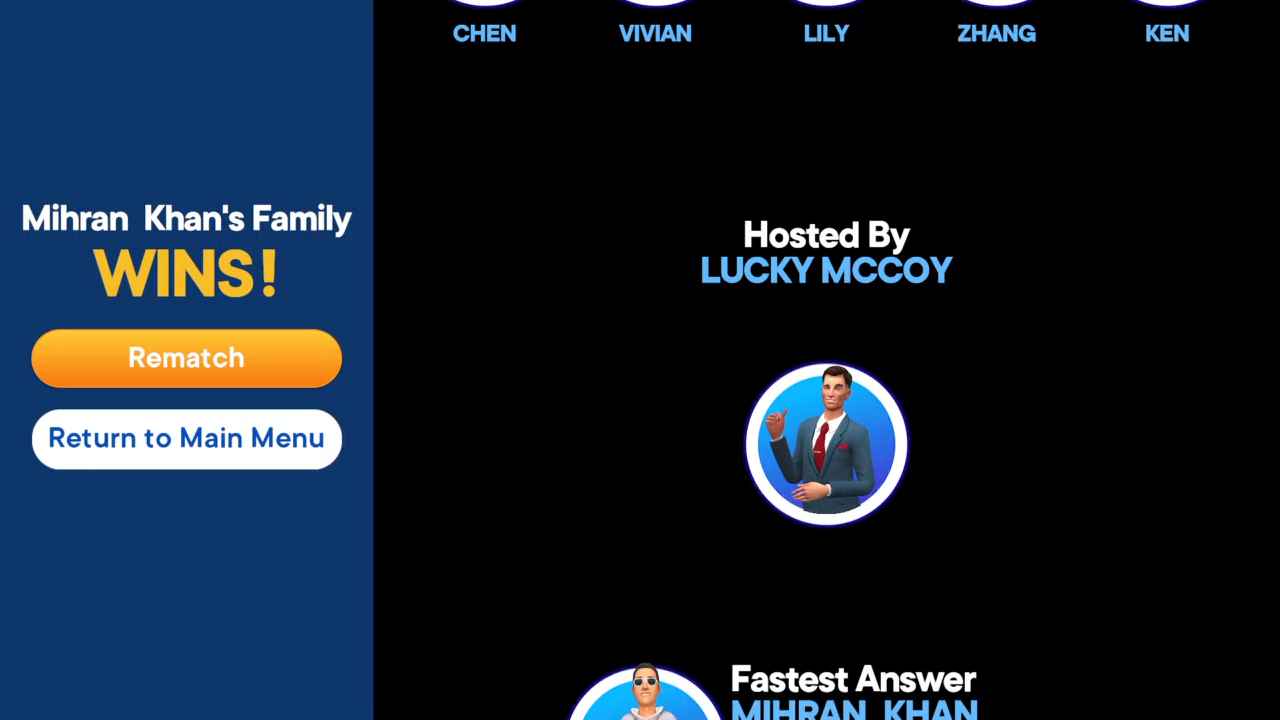 CHEN VIVIAN LILY ZHANG KEN
Mihran Khan's Family
WINS!
Rematch
Return to Main Menu
Hosted By
LUCKY MCCOY
Fastest Answer
MIHRAN KHAN